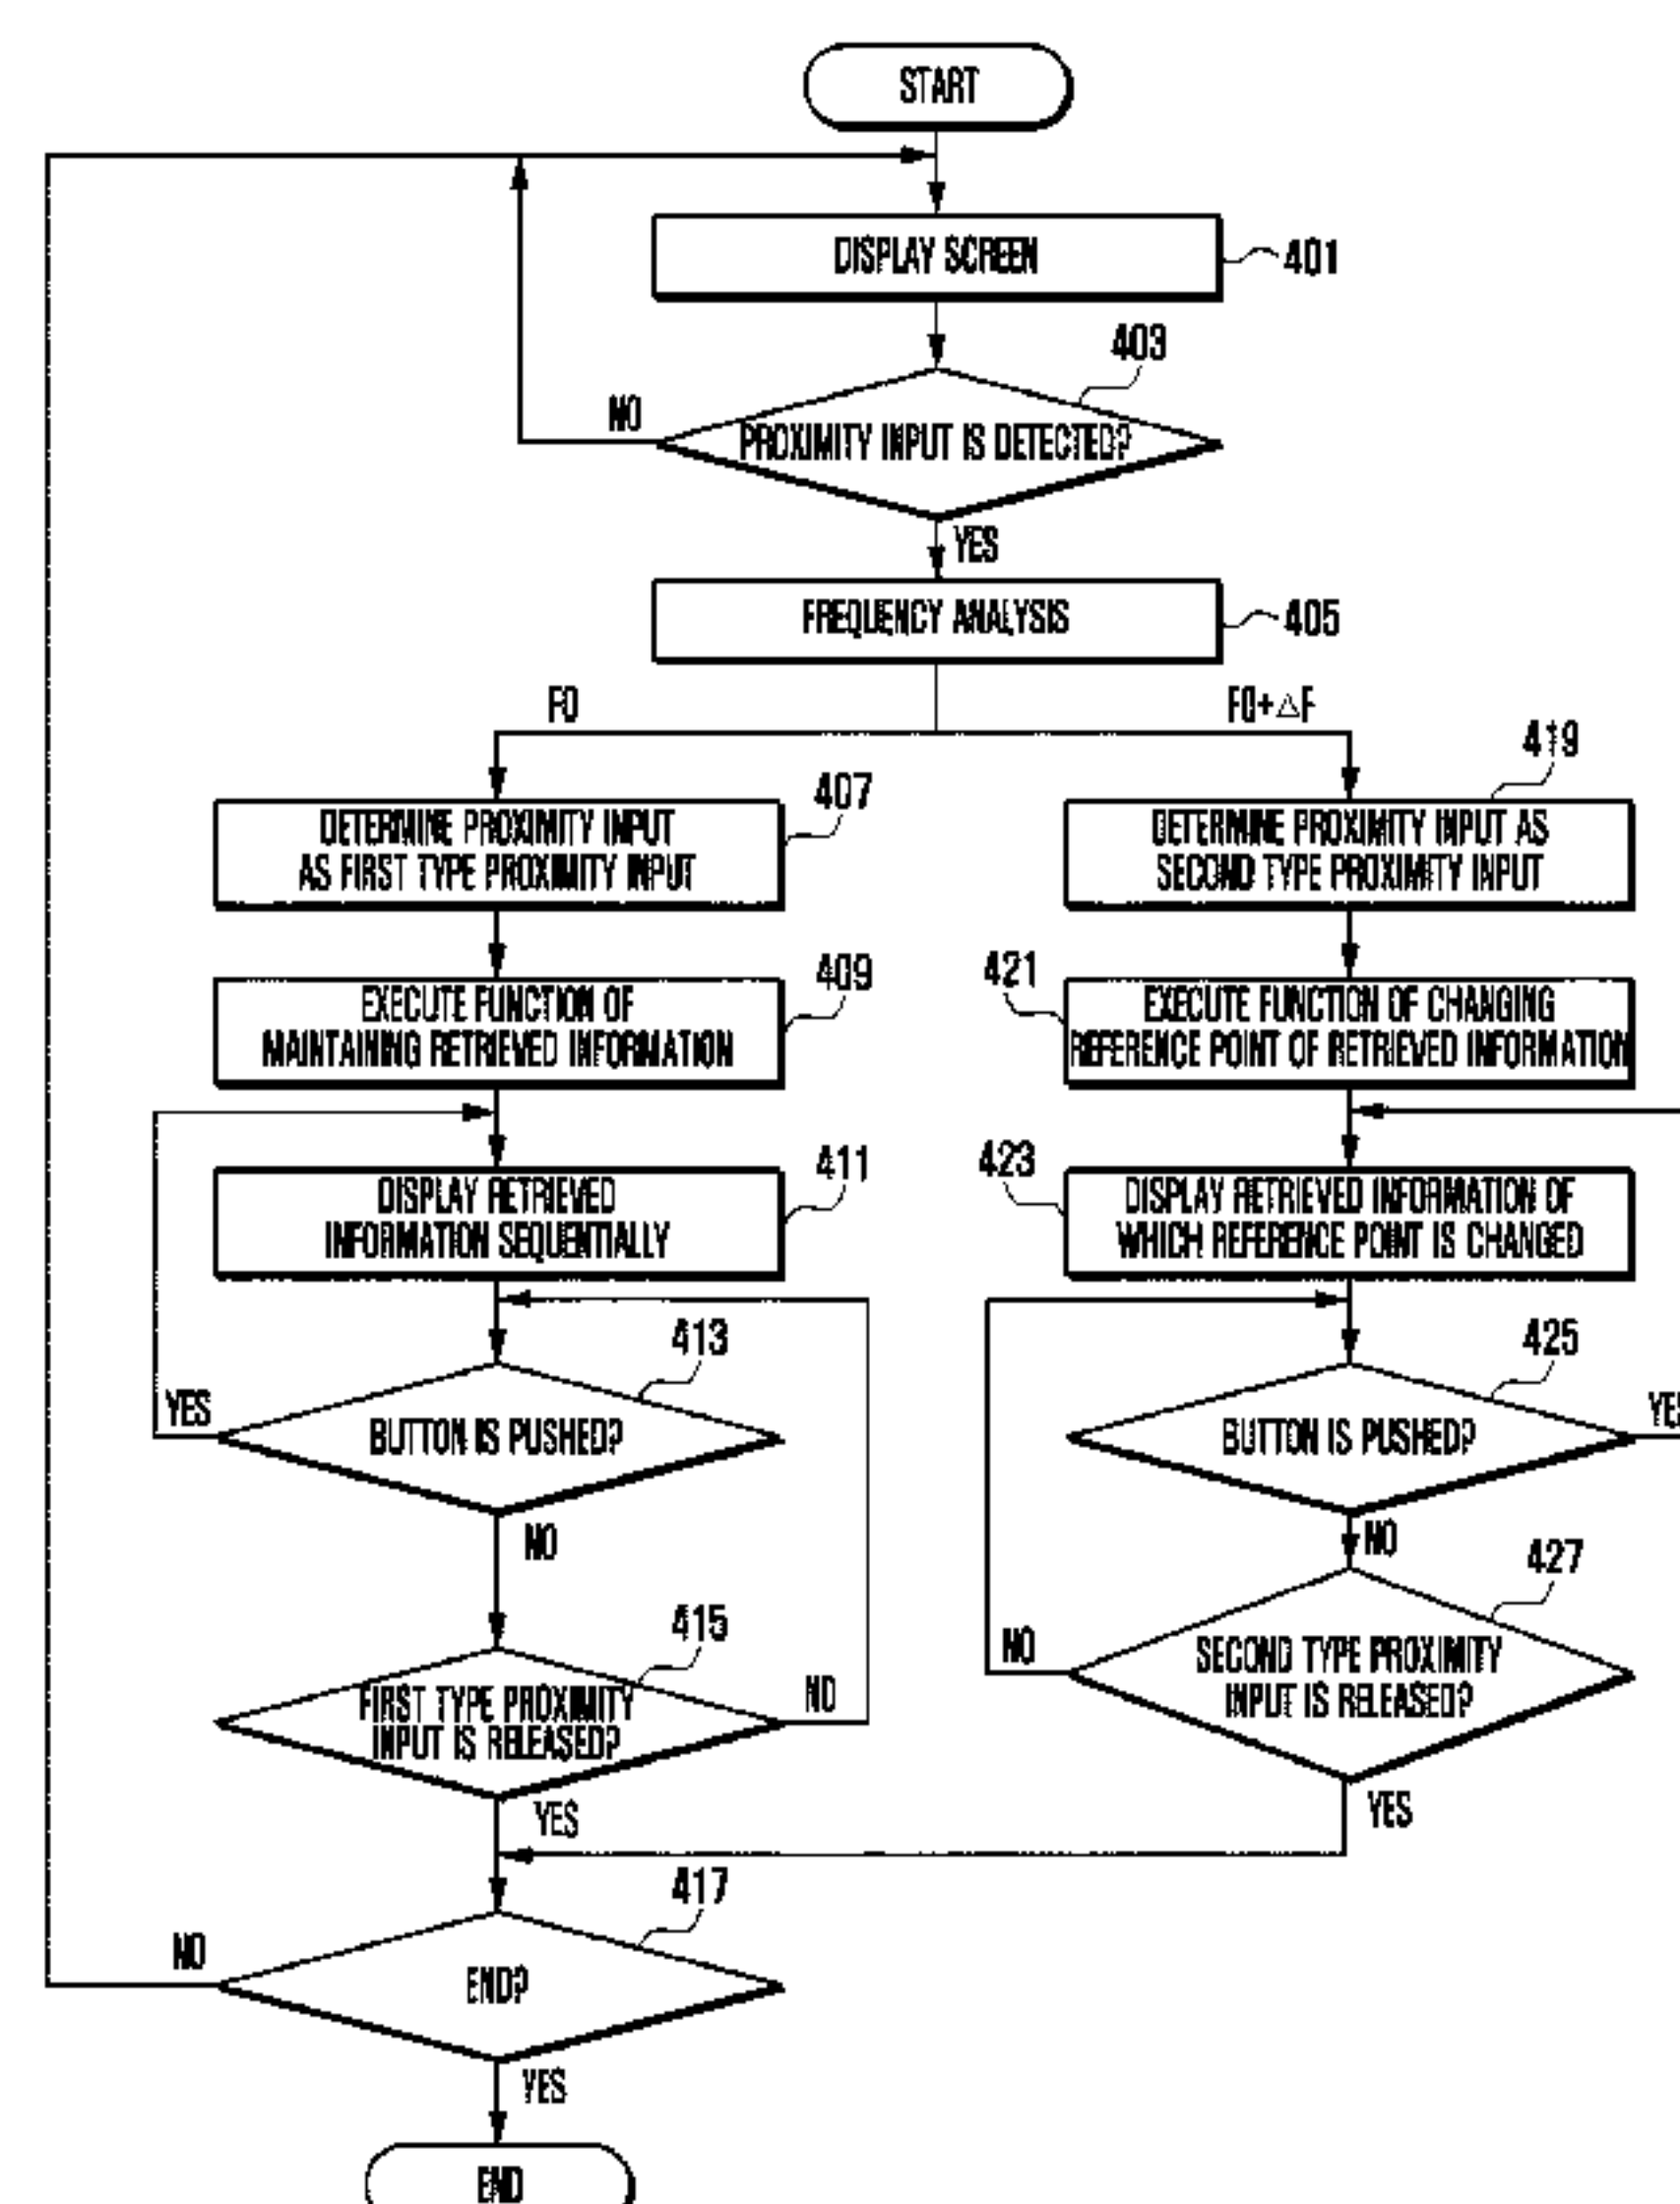 START
DISPLAY SCREEN
401
403
NO
PROXIMITY INPUT IS DETECTED?
YES
FREQUENCY ANALYSIS
405
F0
F0+△F
419
407
DETERMINE PROXIMITY INPUT
AS FIRST TYPE PROXIMITY INPUT
DETERMINE PROXIMITY INPUT AS
SECOND TYPE PROXIMITY INPUT
409
421
EXECUTE FUNCTION OF
MAINTAINING RETRIEVED INFORMATION
EXECUTE FUNCTION OF CHANGING
REFERENCE POINT OF RETRIEVED INFORMATION
411
423
DISPLAY RETRIEVED
INFORMATION SEQUENTIALLY
DISPLAY RETRIEVED INFORMATION OF
WHICH REFERENCE POINT IS CHANGED
413
425
YES
BUTTON IS PUSHED?
BUTTON IS PUSHED?
YES
NO
NO
427
415
FIRST TYPE PROXIMITY
INPUT IS RELEASED?
NO
NO
SECOND TYPE PROXIMITY
INPUT IS RELEASED?
YES
YES
417
NO
END?
YES
END